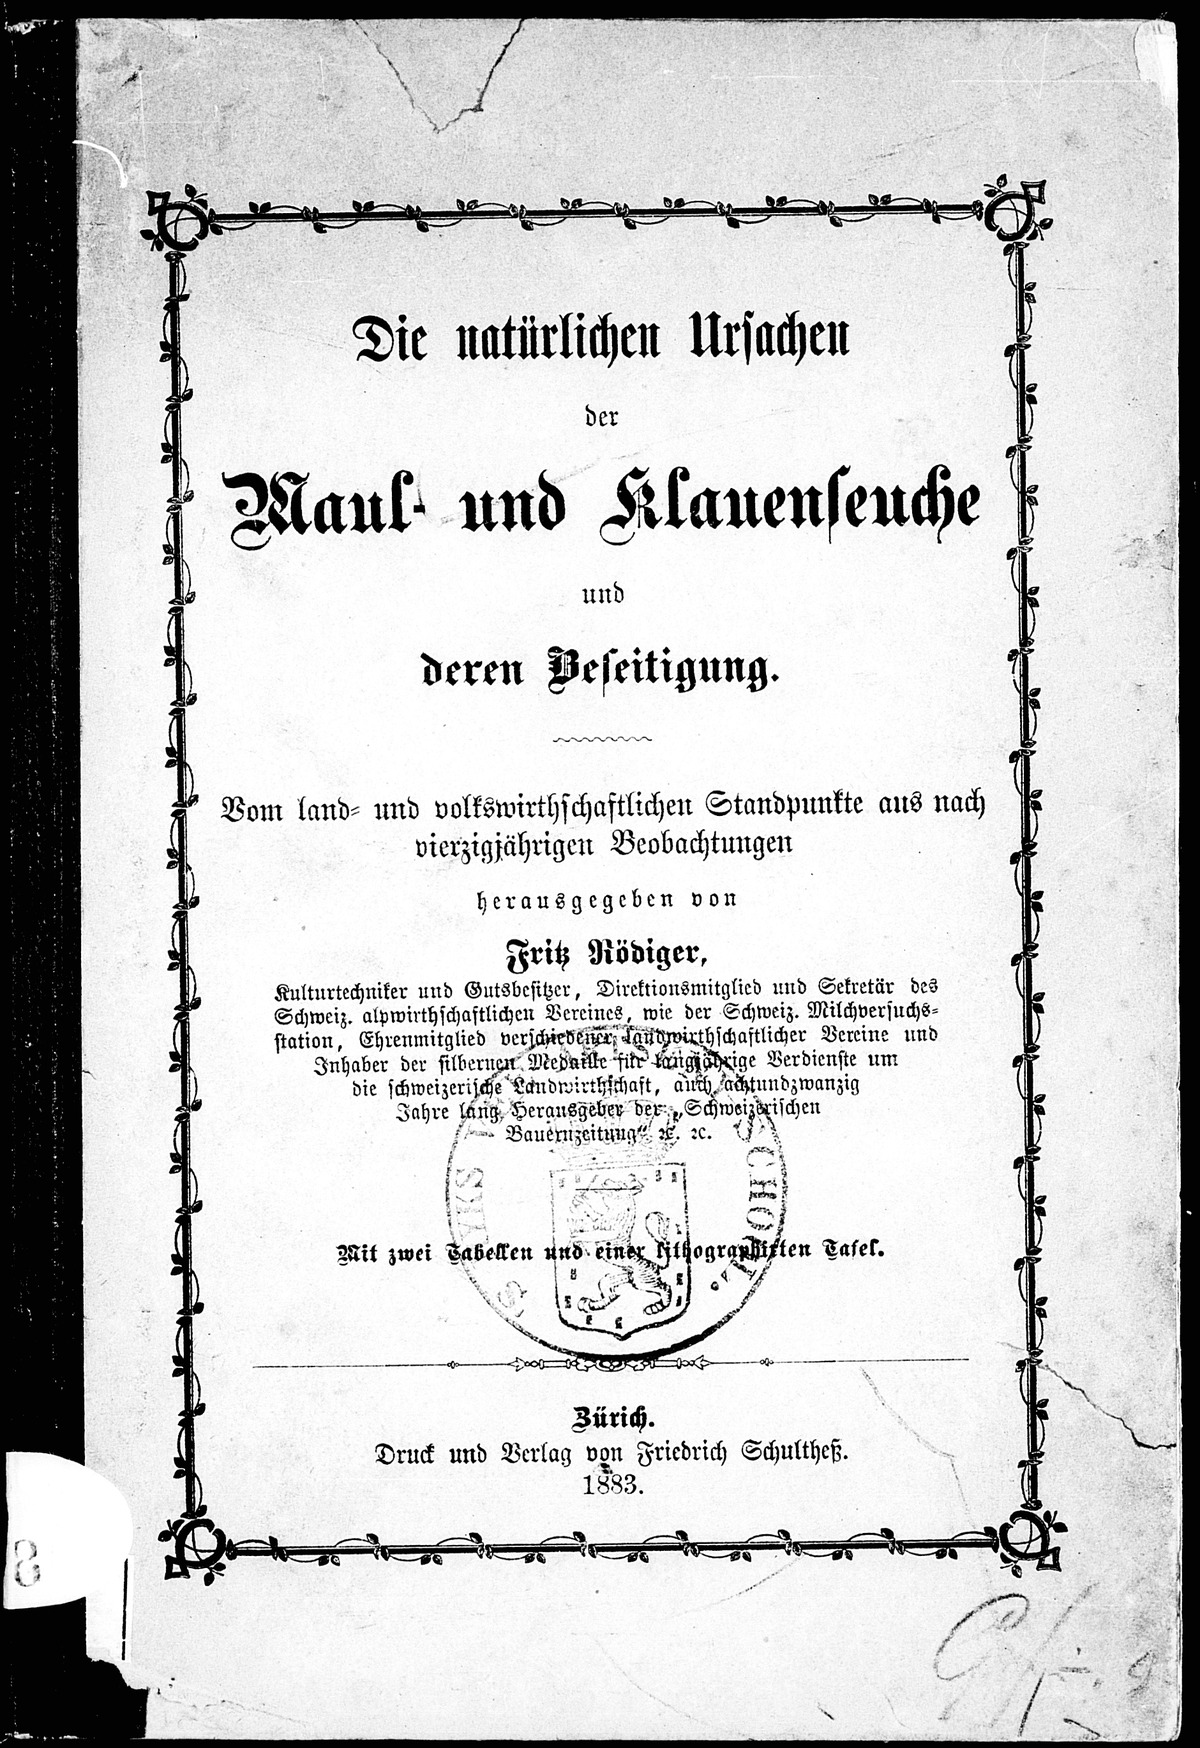 Die natürlichen Ursachen
der
Maul- und Klauenseuche
und
deren Beseitigung.
Vom land- und volkswirthschaftlichen Standpunkte aus nach
vierzigjährigen Beobachtungen
herausgegeben von
Fritz Rödiger,
Kulturtechniker und Gutsbesitzer, Direktionsmitglied und Sekretär des
Schweiz. alpwirthschaftlichen Vereines, wie der Schweiz. Milchversuchs-
station, Ehrenmitglied verschiedener landwirthschaftlicher Vereine und
Inhaber der silbernen Medaille für langjährige Verdienste um
die schweizerische Landwirthschaft, auch achtundzwanzig
Jahre lang Herausgeber der „Schweizerischen
Bauernzeitung“ ꝛc. ꝛc.
Mit zwei Tabellen und einer lithographirten Tafel.
Zürich.
Druck und Verlag von Friedrich Schultheß.
1883.
8